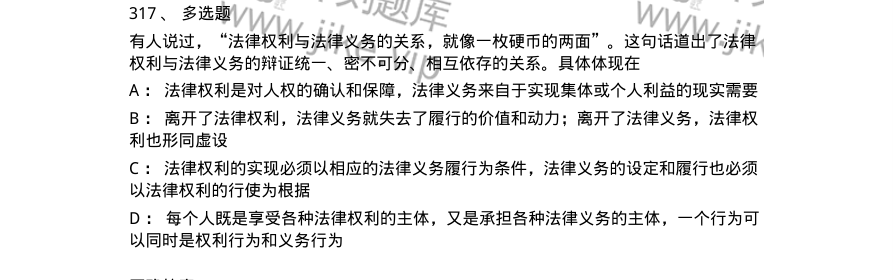 317 、 多选题
有人说过，“法律权利与法律义务的关系，就像一枚硬币的两面”。这句话道出了法律
权利与法律义务的辩证统一、密不可分、相互依存的关系。具体体现在
A ： 法律权利是对人权的确认和保障，法律义务来自于实现集体或个人利益的现实需要
B ： 离开了法律权利，法律义务就失去了履行的价值和动力；离开了法律义务，法律权
利也形同虚设
C ： 法律权利的实现必须以相应的法律义务履行为条件，法律义务的设定和履行也必须
以法律权利的行使为根据
D ： 每个人既是享受各种法律权利的主体，又是承担各种法律义务的主体，一个行为可
以同时是权利行为和义务行为